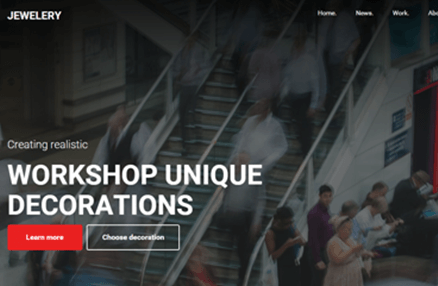 JEWELERY
Home. News. Work.
Creating realistic
WORKSHOP UNIQUE
DECORATIONS
Learn more Choose decoration